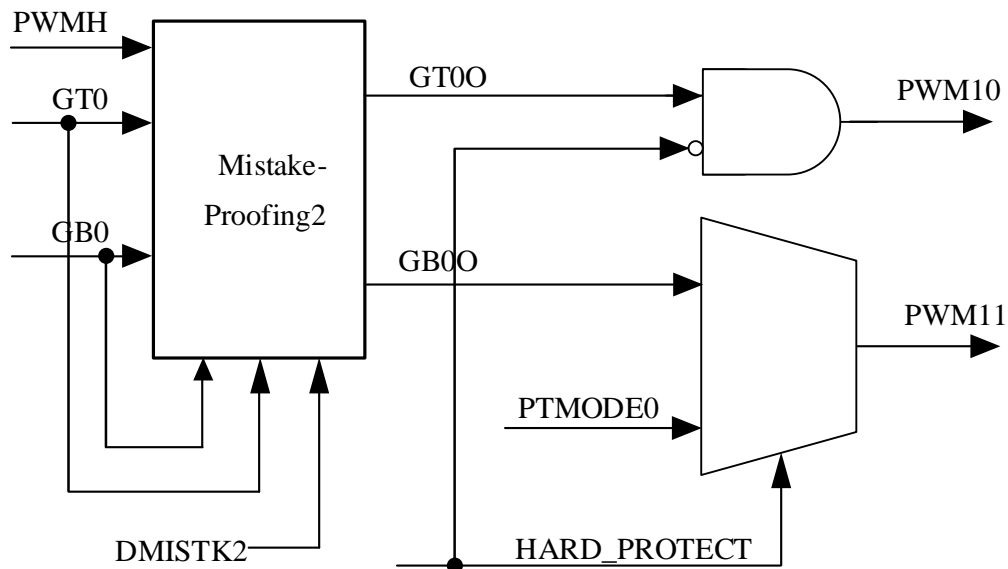 PWMH
GT0
GB0
Mistake-
Proofing2
GT0O
GB0O
PWM10
PWM11
PTMODE0
DMISTK2
HARD_PROTECT